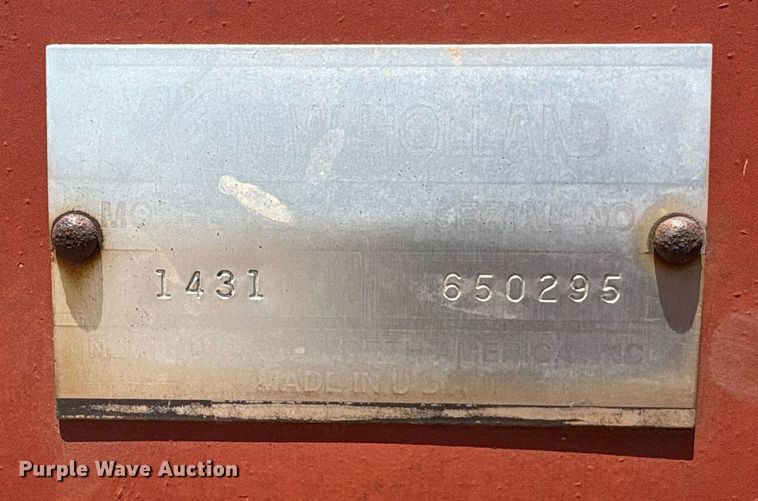 NEW HOLLAND
MODEL SERIAL NO
1431 650295
MADE IN U.S.A.
Purple Wave Auction